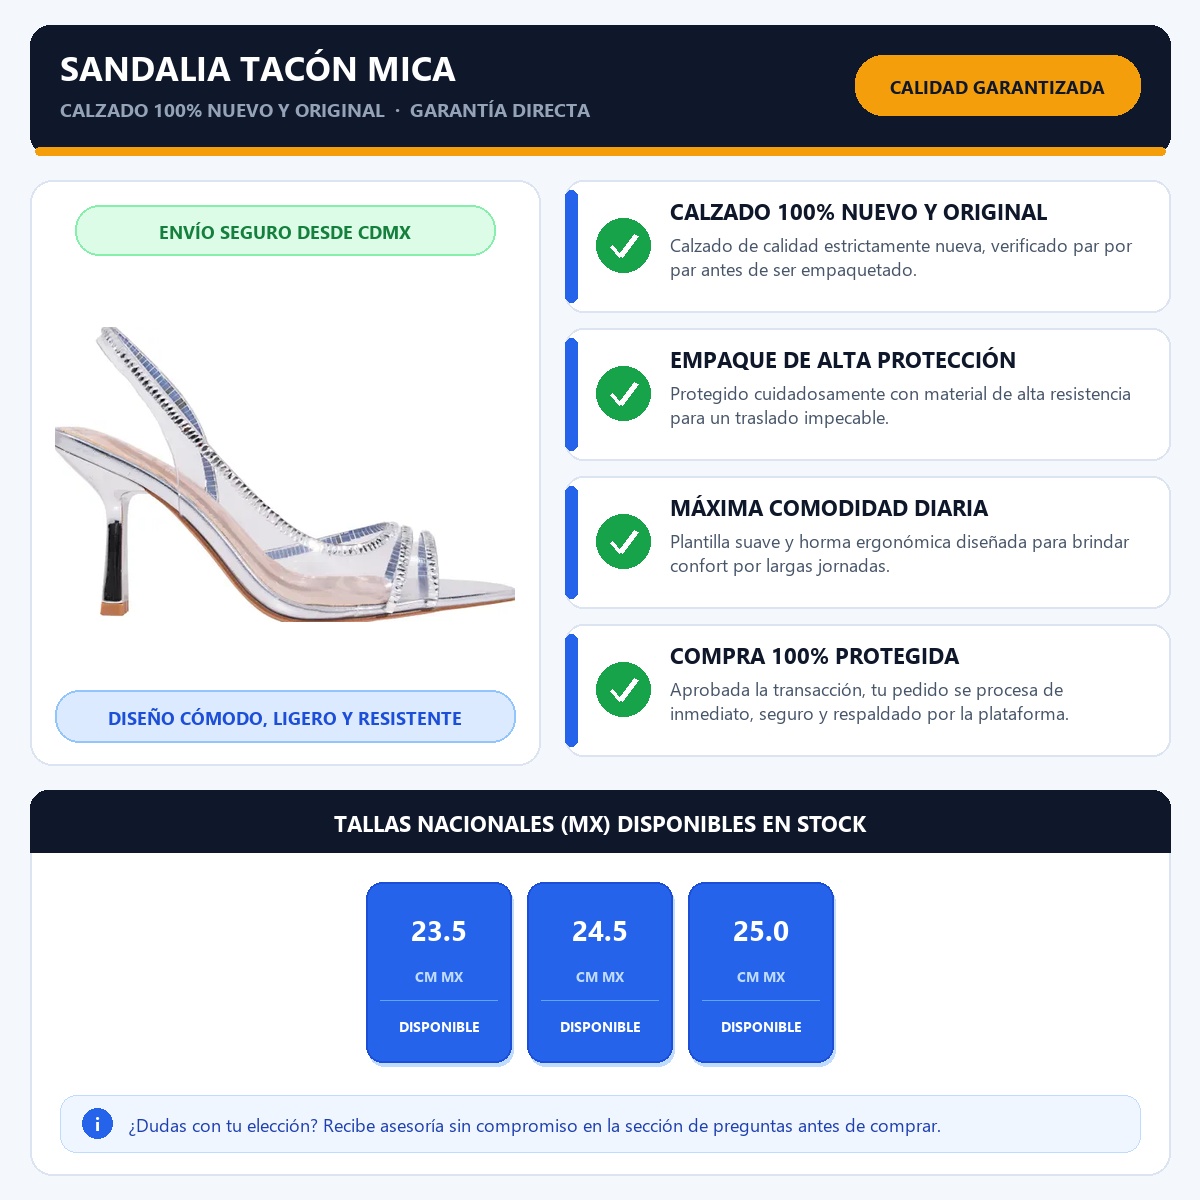 SANDALIA TACÓN MICA
CALZADO 100% NUEVO Y ORIGINAL · GARANTÍA DIRECTA
CALIDAD GARANTIZADA
ENVÍO SEGURO DESDE CDMX
DISEÑO CÓMODO, LIGERO Y RESISTENTE
CALZADO 100% NUEVO Y ORIGINAL
Calzado de calidad estrictamente nueva, verificado par por
par antes de ser empaquetado.
EMPAQUE DE ALTA PROTECCIÓN
Protegido cuidadosamente con material de alta resistencia
para un traslado impecable.
MÁXIMA COMODIDAD DIARIA
Plantilla suave y horma ergonómica diseñada para brindar
confort por largas jornadas.
COMPRA 100% PROTEGIDA
Aprobada la transacción, tu pedido se procesa de
inmediato, seguro y respaldado por la plataforma.
TALLAS NACIONALES (MX) DISPONIBLES EN STOCK
23.5
CM MX
DISPONIBLE
24.5
CM MX
DISPONIBLE
25.0
CM MX
DISPONIBLE
¿Dudas con tu elección? Recibe asesoría sin compromiso en la sección de preguntas antes de comprar.